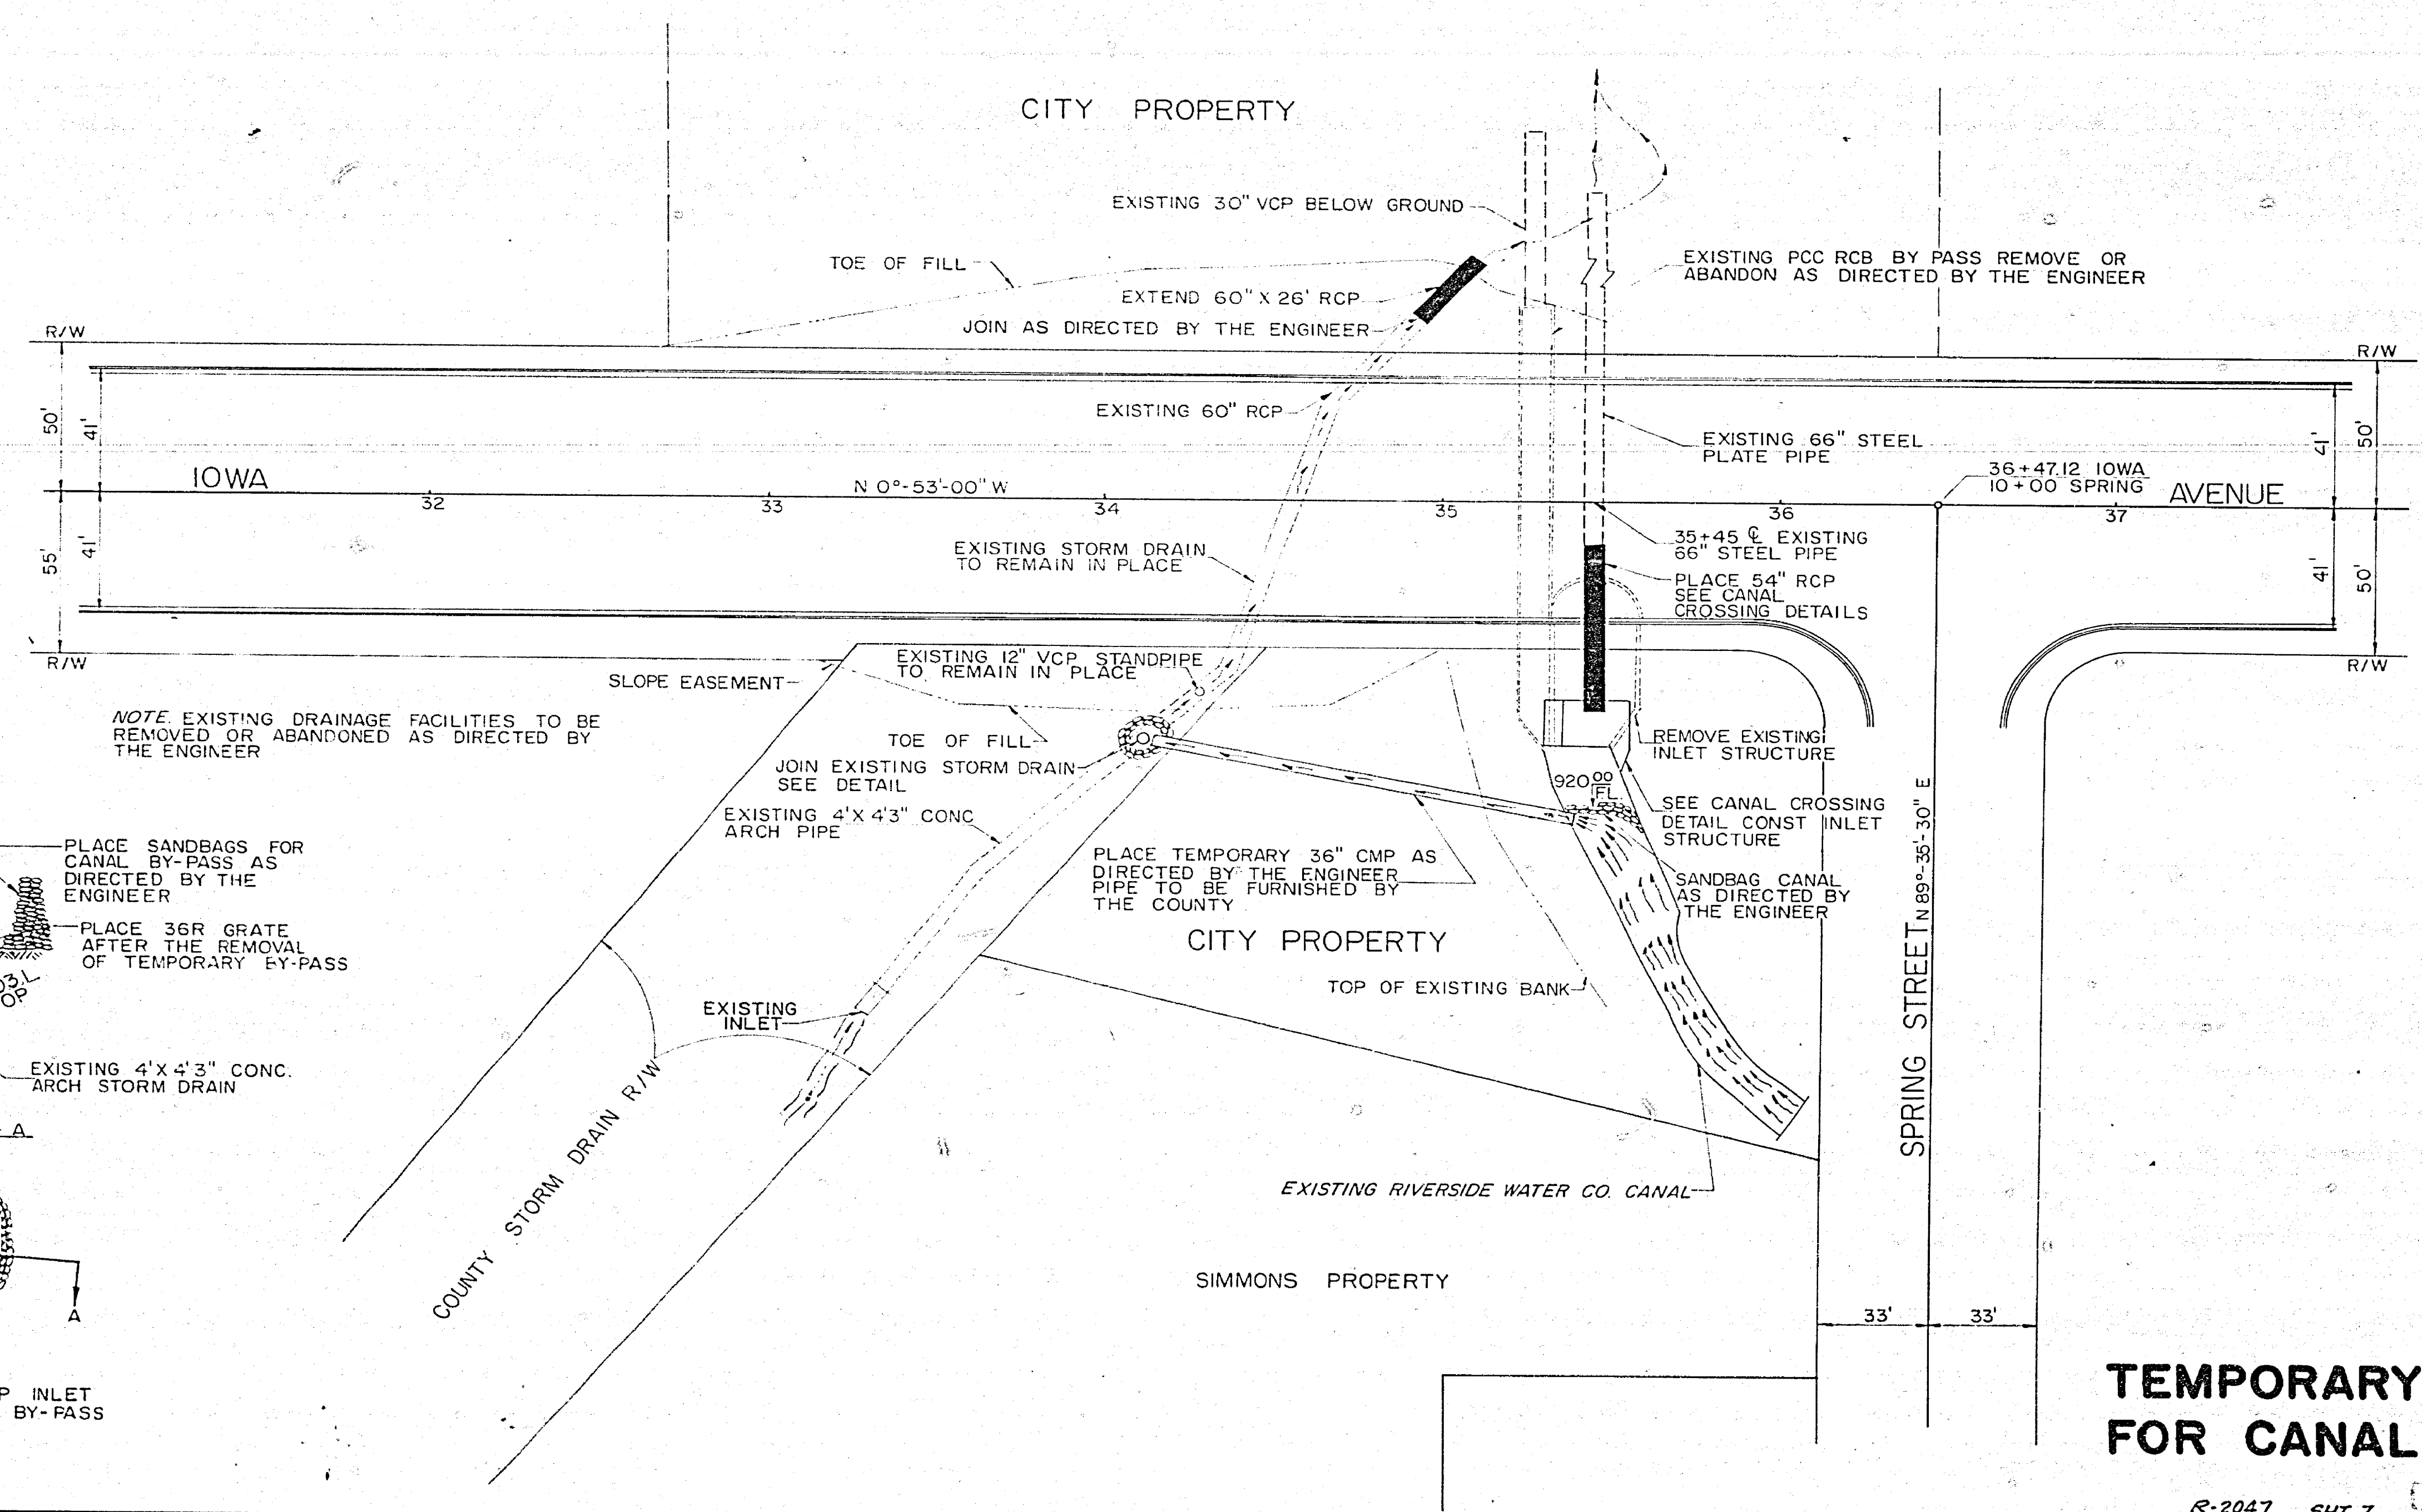 CITY PROPERTY
EXISTING 30" VCP BELOW GROUND
TOE OF FILL
EXTEND 60" X 26' RCP
JOIN AS DIRECTED BY THE ENGINEER
EXISTING PCC RCB BY PASS REMOVE OR
ABANDON AS DIRECTED BY THE ENGINEER
R/W
R/W
50'
41'
EXISTING 60" RCP
EXISTING 66" STEEL
PLATE PIPE
41'
50'
IOWA
N 0°-53'-00" W
36+47.12 IOWA
10+00 SPRING
AVENUE
32
33
34
35
36
37
55'
41'
EXISTING STORM DRAIN
TO REMAIN IN PLACE
35+45 ℄ EXISTING
66" STEEL PIPE
PLACE 54" RCP
SEE CANAL
CROSSING DETAILS
41'
50'
R/W
R/W
EXISTING 12" VCP STANDPIPE
TO REMAIN IN PLACE
SLOPE EASEMENT
NOTE. EXISTING DRAINAGE FACILITIES TO BE
REMOVED OR ABANDONED AS DIRECTED BY
THE ENGINEER
TOE OF FILL
JOIN EXISTING STORM DRAIN
SEE DETAIL
REMOVE EXISTING
INLET STRUCTURE
920.00
FL.
EXISTING 4' X 4'3" CONC
ARCH PIPE
SEE CANAL CROSSING
DETAIL CONST INLET
STRUCTURE
PLACE SANDBAGS FOR
CANAL BY-PASS AS
DIRECTED BY THE
ENGINEER
PLACE TEMPORARY 36" CMP AS
DIRECTED BY THE ENGINEER
PIPE TO BE FURNISHED BY
THE COUNTY
SANDBAG CANAL
AS DIRECTED BY
THE ENGINEER
PLACE 36R GRATE
AFTER THE REMOVAL
OF TEMPORARY BY-PASS
CITY PROPERTY
TOP OF EXISTING BANK
EXISTING
INLET
SPRING STREET N 89°-35'-30" E
EXISTING 4' X 4'3" CONC.
ARCH STORM DRAIN
COUNTY STORM DRAIN R/W
A
EXISTING RIVERSIDE WATER CO. CANAL
SIMMONS PROPERTY
A
33'
33'
P INLET
BY-PASS
TEMPORARY
FOR CANAL
R-2047 SHT 7